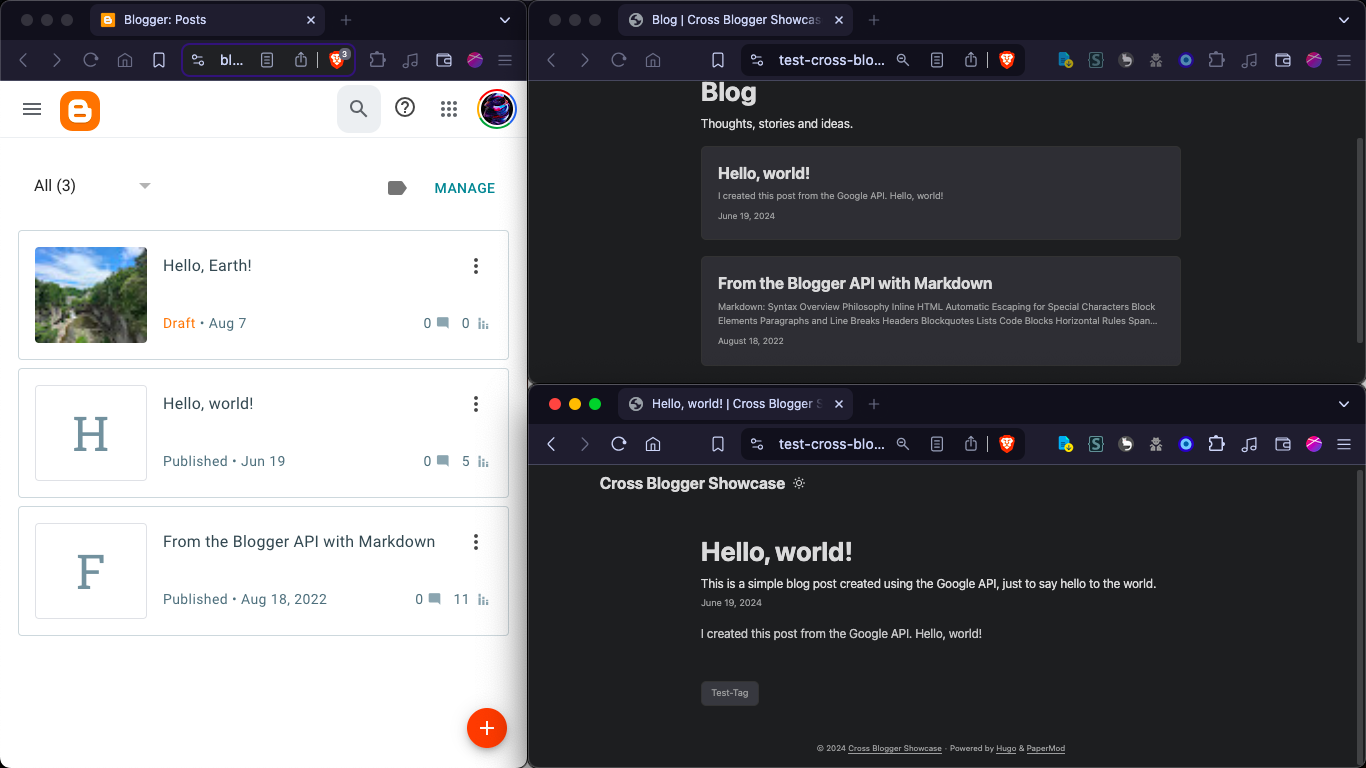 Blogger: Posts
bl...
3
All (3)
MANAGE
Hello, Earth!
Draft • Aug 7
0
0
H
Hello, world!
Published • Jun 19
0
5
F
From the Blogger API with Markdown
Published • Aug 18, 2022
0
11
Blog | Cross Blogger Showcase
test-cross-blo...
Blog
Thoughts, stories and ideas.
Hello, world!
I created this post from the Google API. Hello, world!
June 19, 2024
From the Blogger API with Markdown
Markdown: Syntax Overview Philosophy Inline HTML Automatic Escaping for Special Characters Block
Elements Paragraphs and Line Breaks Headers Blockquotes Lists Code Blocks Horizontal Rules Span...
August 18, 2022
Hello, world! | Cross Blogger S
test-cross-blo...
Cross Blogger Showcase
Hello, world!
This is a simple blog post created using the Google API, just to say hello to the world.
June 19, 2024
I created this post from the Google API. Hello, world!
Test-Tag
© 2024 Cross Blogger Showcase · Powered by Hugo & PaperMod